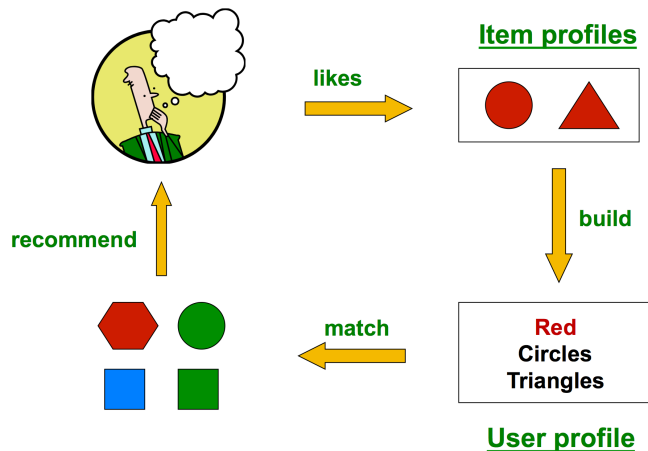 Item profiles
likes
build
recommend
match
Red
Circles
Triangles
User profile